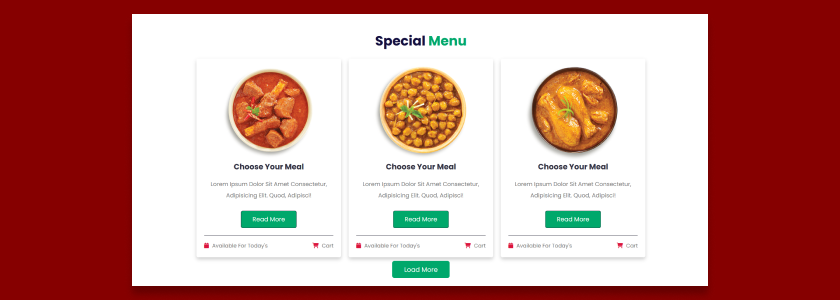 Special Menu
Choose Your Meal
Lorem Ipsum Dolor Sit Amet Consectetur,
Adipisicing Elit. Quod, Adipisci!
Read More
Available For Today's
Cart
Choose Your Meal
Lorem Ipsum Dolor Sit Amet Consectetur,
Adipisicing Elit. Quod, Adipisci!
Read More
Available For Today's
Cart
Choose Your Meal
Lorem Ipsum Dolor Sit Amet Consectetur,
Adipisicing Elit. Quod, Adipisci!
Read More
Available For Today's
Cart
Load More